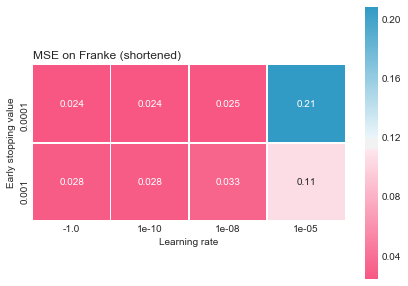 MSE on Franke (shortened)
Early stopping value
0.0001
0.024 0.024 0.025 0.21
0.001
0.028 0.028 0.033 0.11
-1.0 1e-10 1e-08 1e-05
Learning rate
0.20
0.16
0.12
0.08
0.04